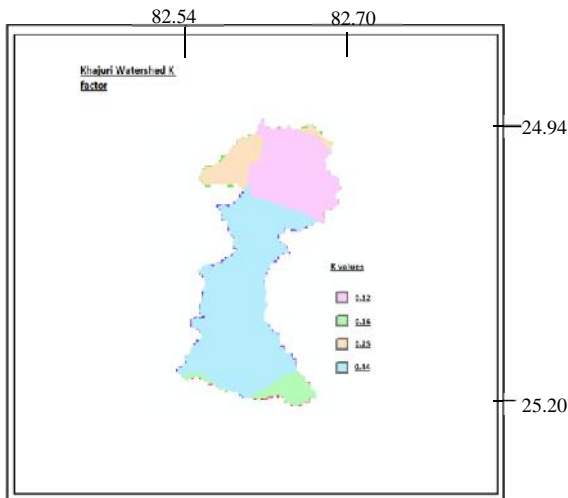 82.54 82.70
Khajuri Watershed K
factor
24.94
K values
0.12
0.16
0.25
0.44
25.20